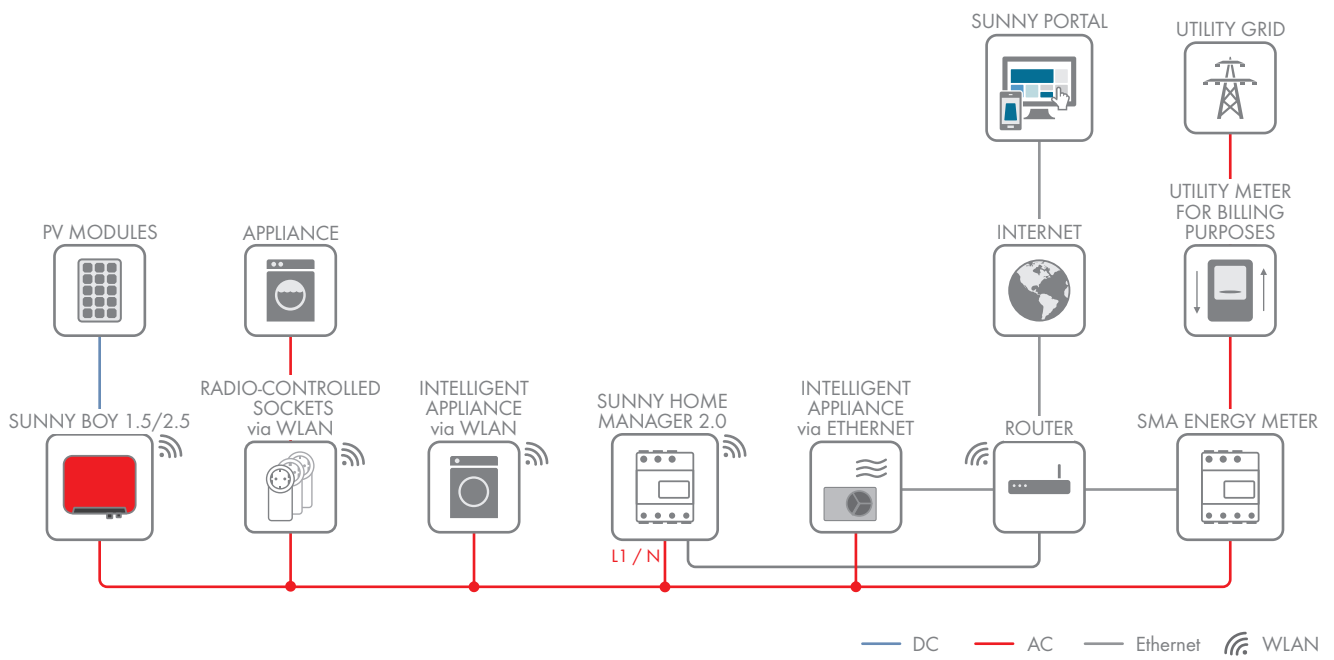 SUNNY PORTAL
UTILITY GRID
UTILITY METER
FOR BILLING
PURPOSES
PV MODULES
APPLIANCE
INTERNET
RADIO-CONTROLLED
SOCKETS
via WLAN
INTELLIGENT
APPLIANCE
via WLAN
SUNNY HOME
MANAGER 2.0
INTELLIGENT
APPLIANCE
via ETHERNET
SUNNY BOY 1.5/2.5
ROUTER
SMA ENERGY METER
L1 / N
DC
AC
Ethernet
WLAN